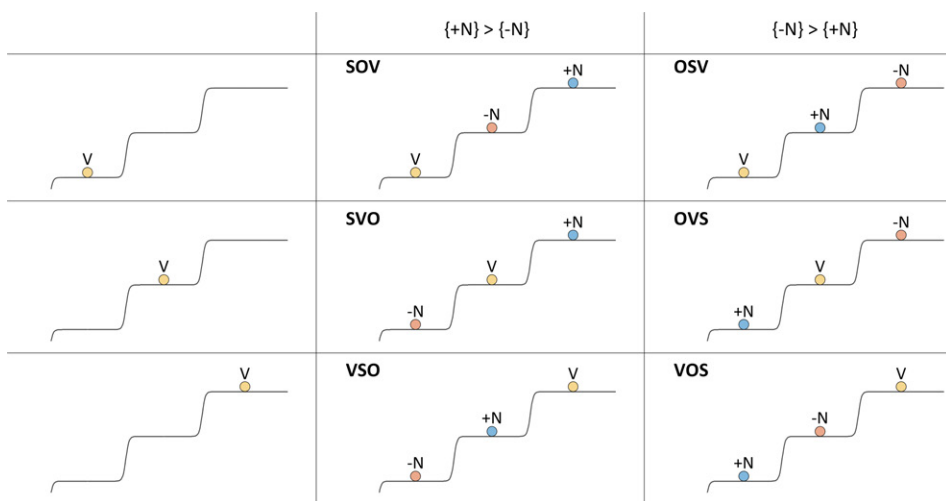 {+N} > {-N}
{-N} > {+N}
V
SOV
+N
-N
V
OSV
-N
+N
V
V
SVO
+N
V
-N
OVS
-N
V
+N
V
VSO
V
+N
-N
VOS
V
-N
+N